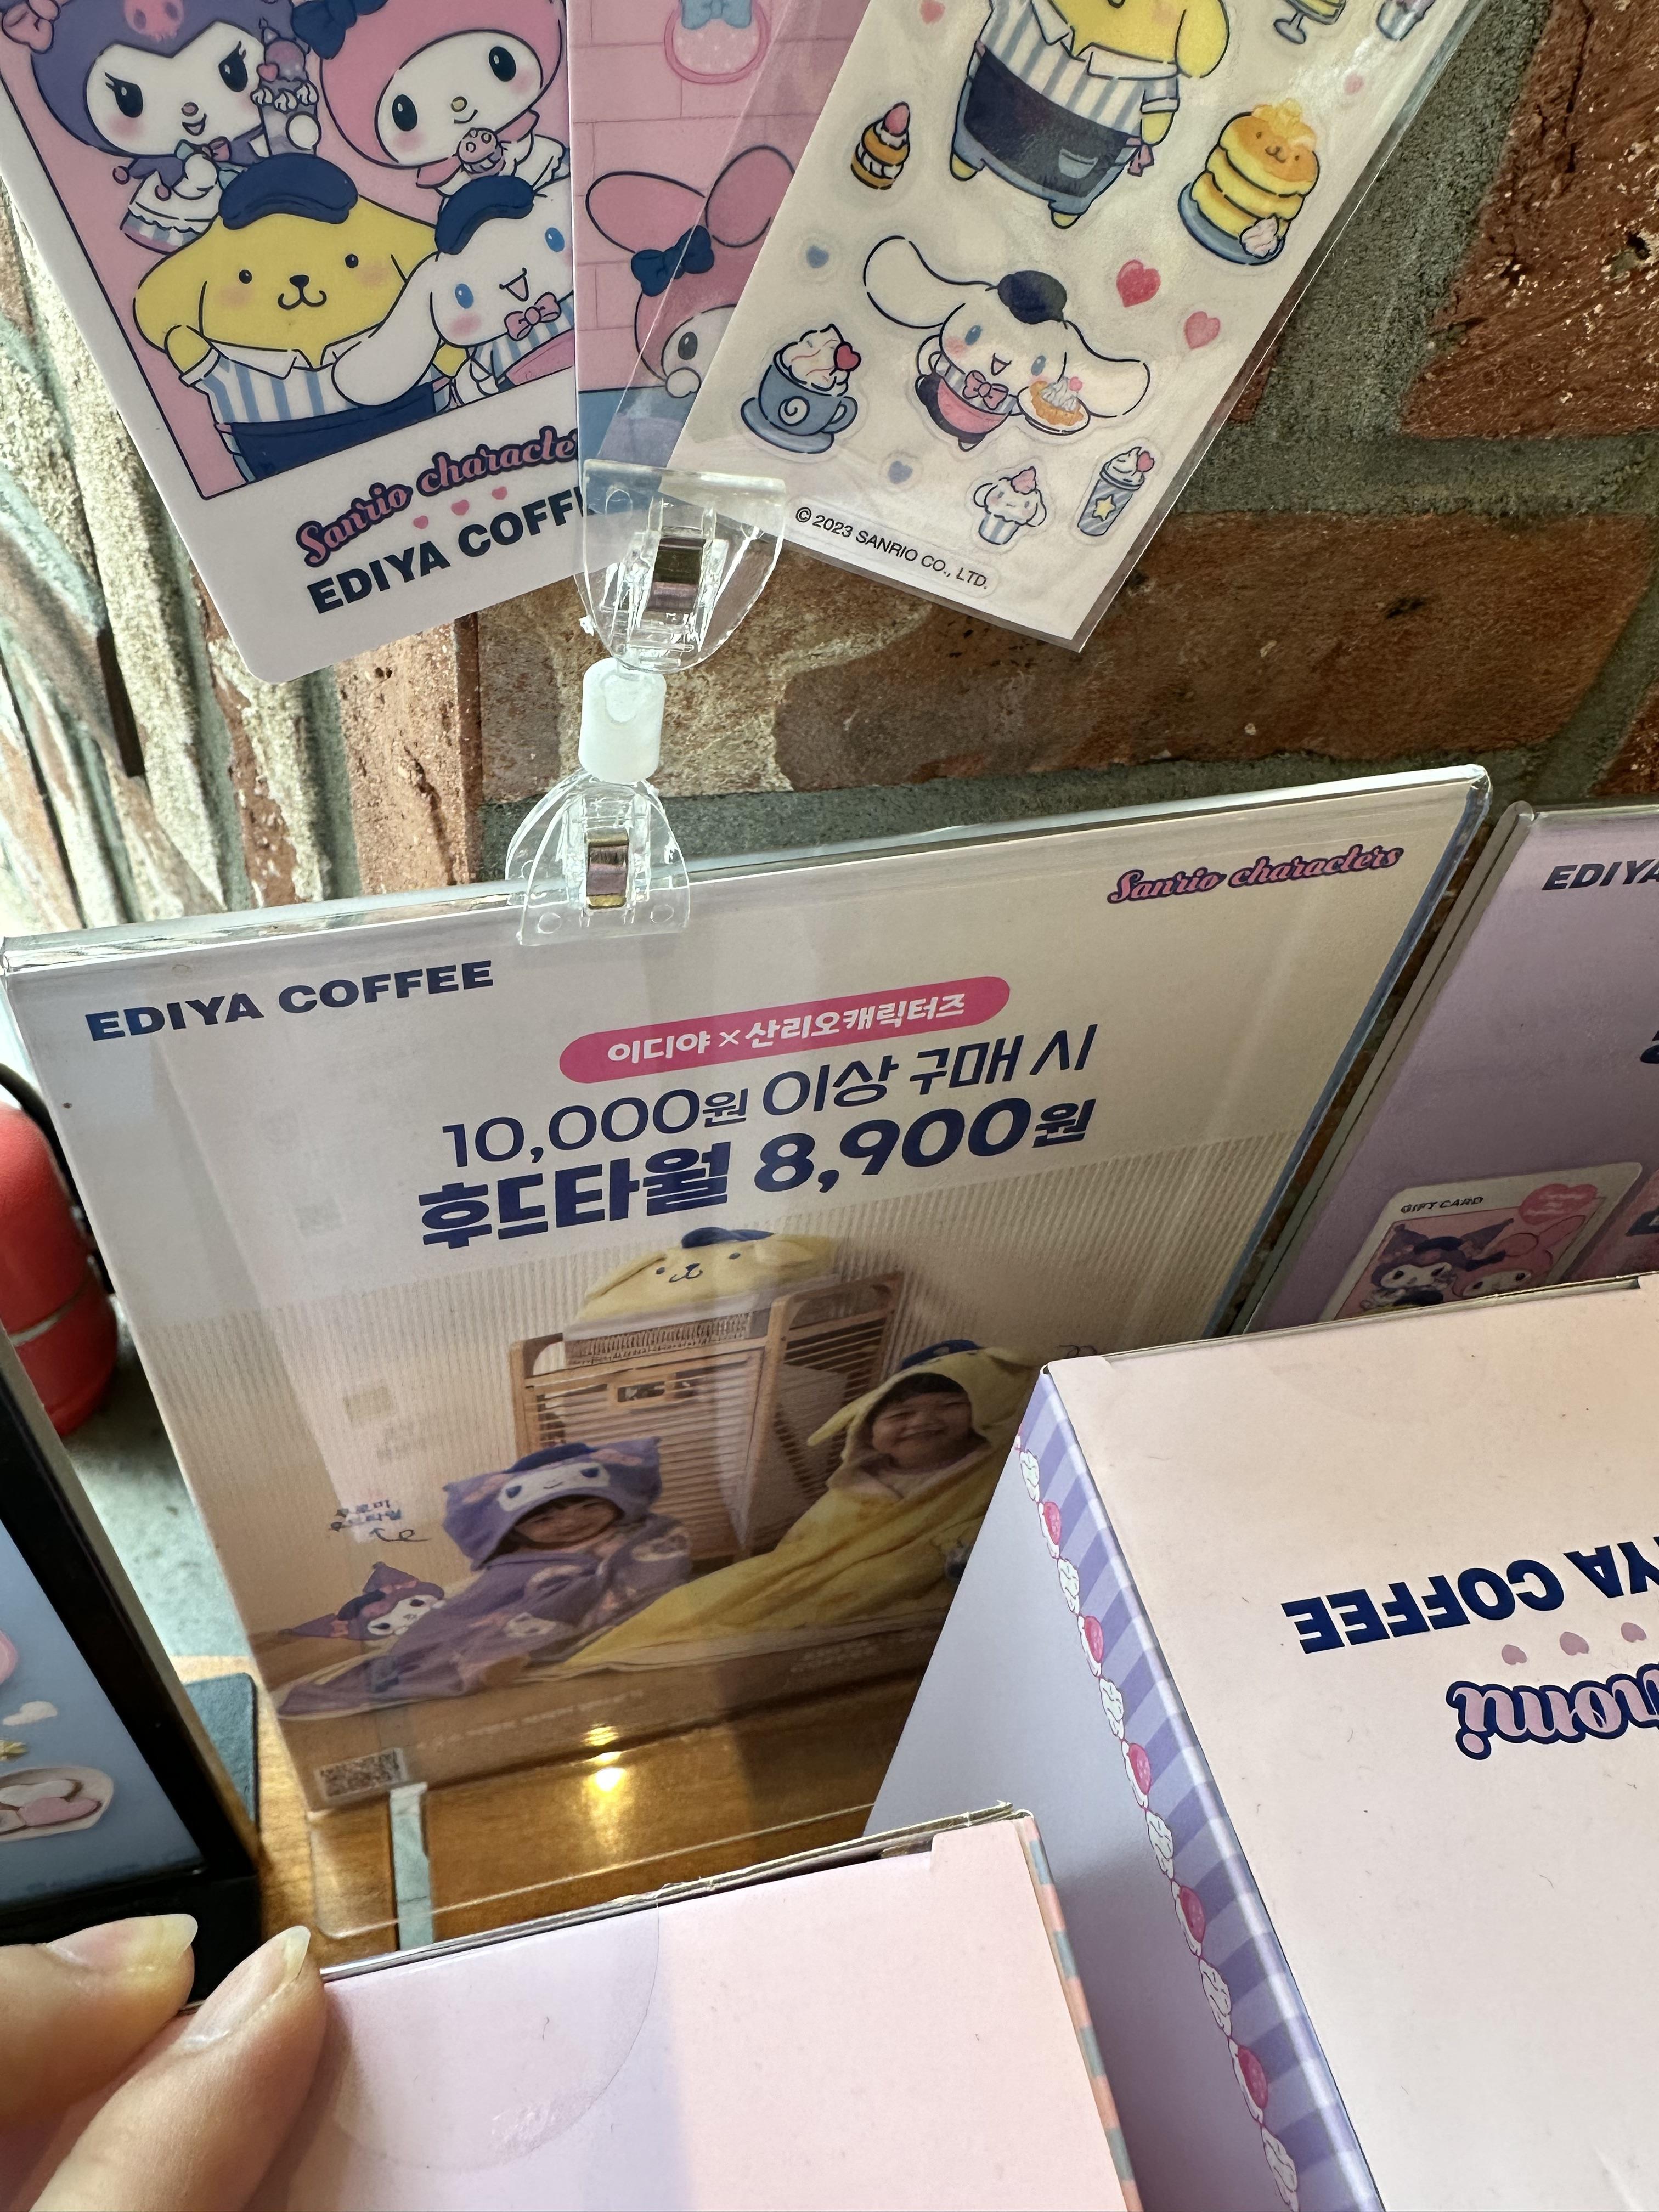 Sanrio characte
EDIYA COFF
© 2023 SANRIO CO., LTD.
Sanrio characters
EDIYA COFFEE
이디야×산리오캐릭터즈
10,000원 이상 구매 시
후드타월 8,900원
EDIYA
GIFT CARD
YA COFFEE
romi